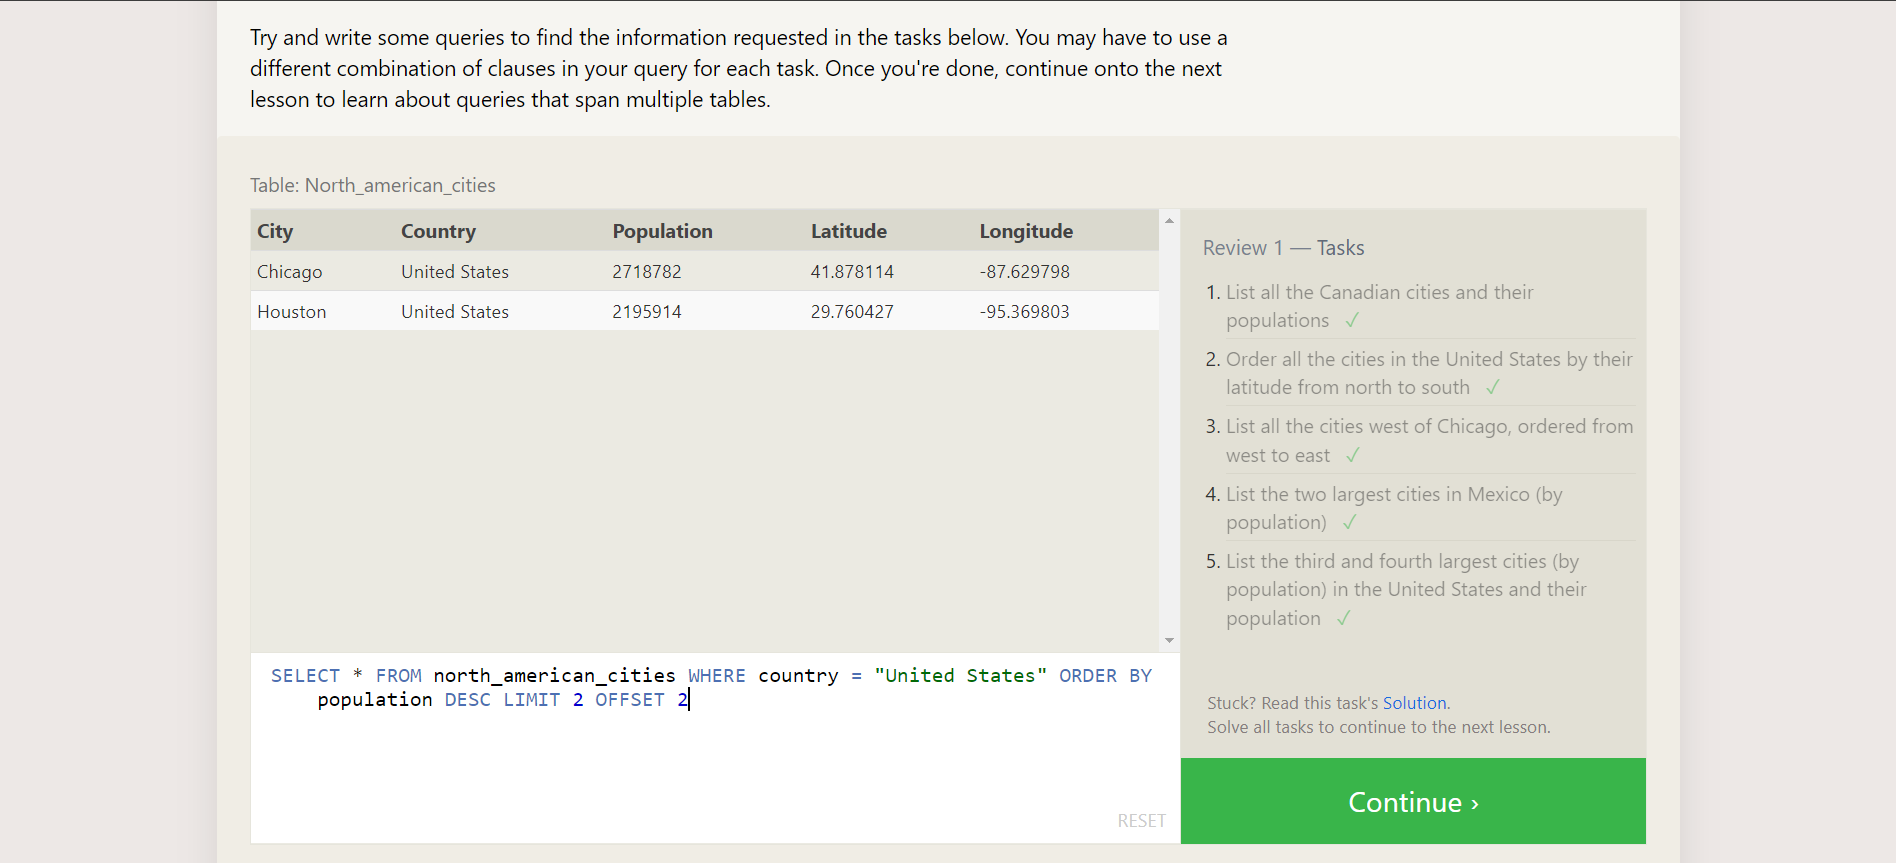 Try and write some queries to find the information requested in the tasks below. You may have to use a
different combination of clauses in your query for each task. Once you're done, continue onto the next
lesson to learn about queries that span multiple tables.
Table: North_american_cities
City Country Population Latitude Longitude
Chicago United States 2718782 41.878114 -87.629798
Houston United States 2195914 29.760427 -95.369803
SELECT * FROM north_american_cities WHERE country = "United States" ORDER BY
population DESC LIMIT 2 OFFSET 2
RESET
Review 1 — Tasks
1. List all the Canadian cities and their
populations ✓
2. Order all the cities in the United States by their
latitude from north to south ✓
3. List all the cities west of Chicago, ordered from
west to east ✓
4. List the two largest cities in Mexico (by
population) ✓
5. List the third and fourth largest cities (by
population) in the United States and their
population ✓
Stuck? Read this task's Solution.
Solve all tasks to continue to the next lesson.
Continue ›